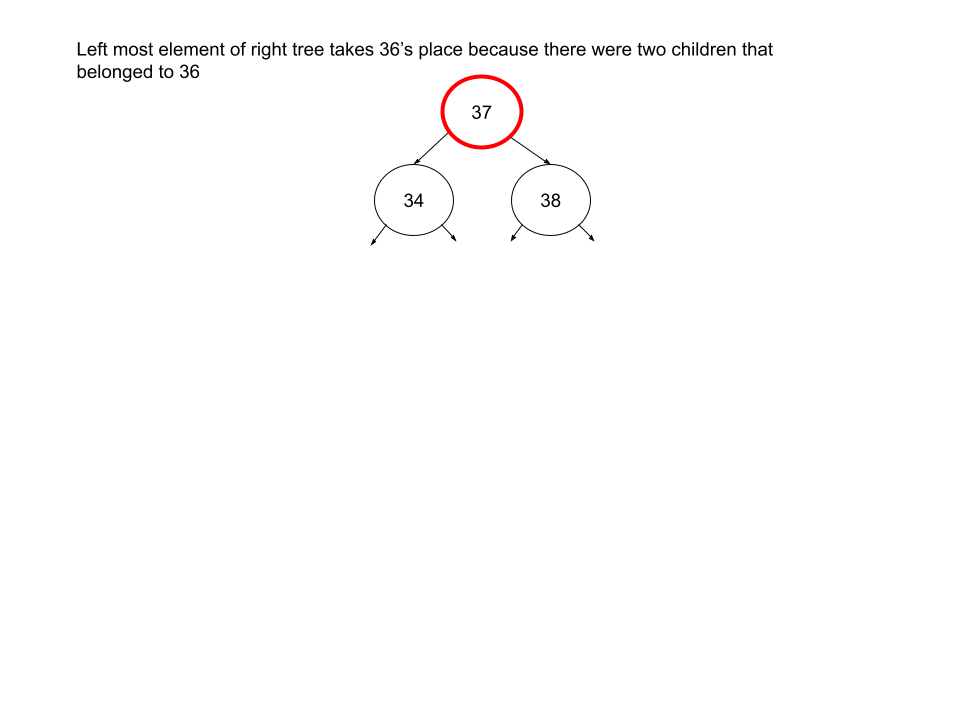 Left most element of right tree takes 36’s place because there were two children that
belonged to 36
37
34
38